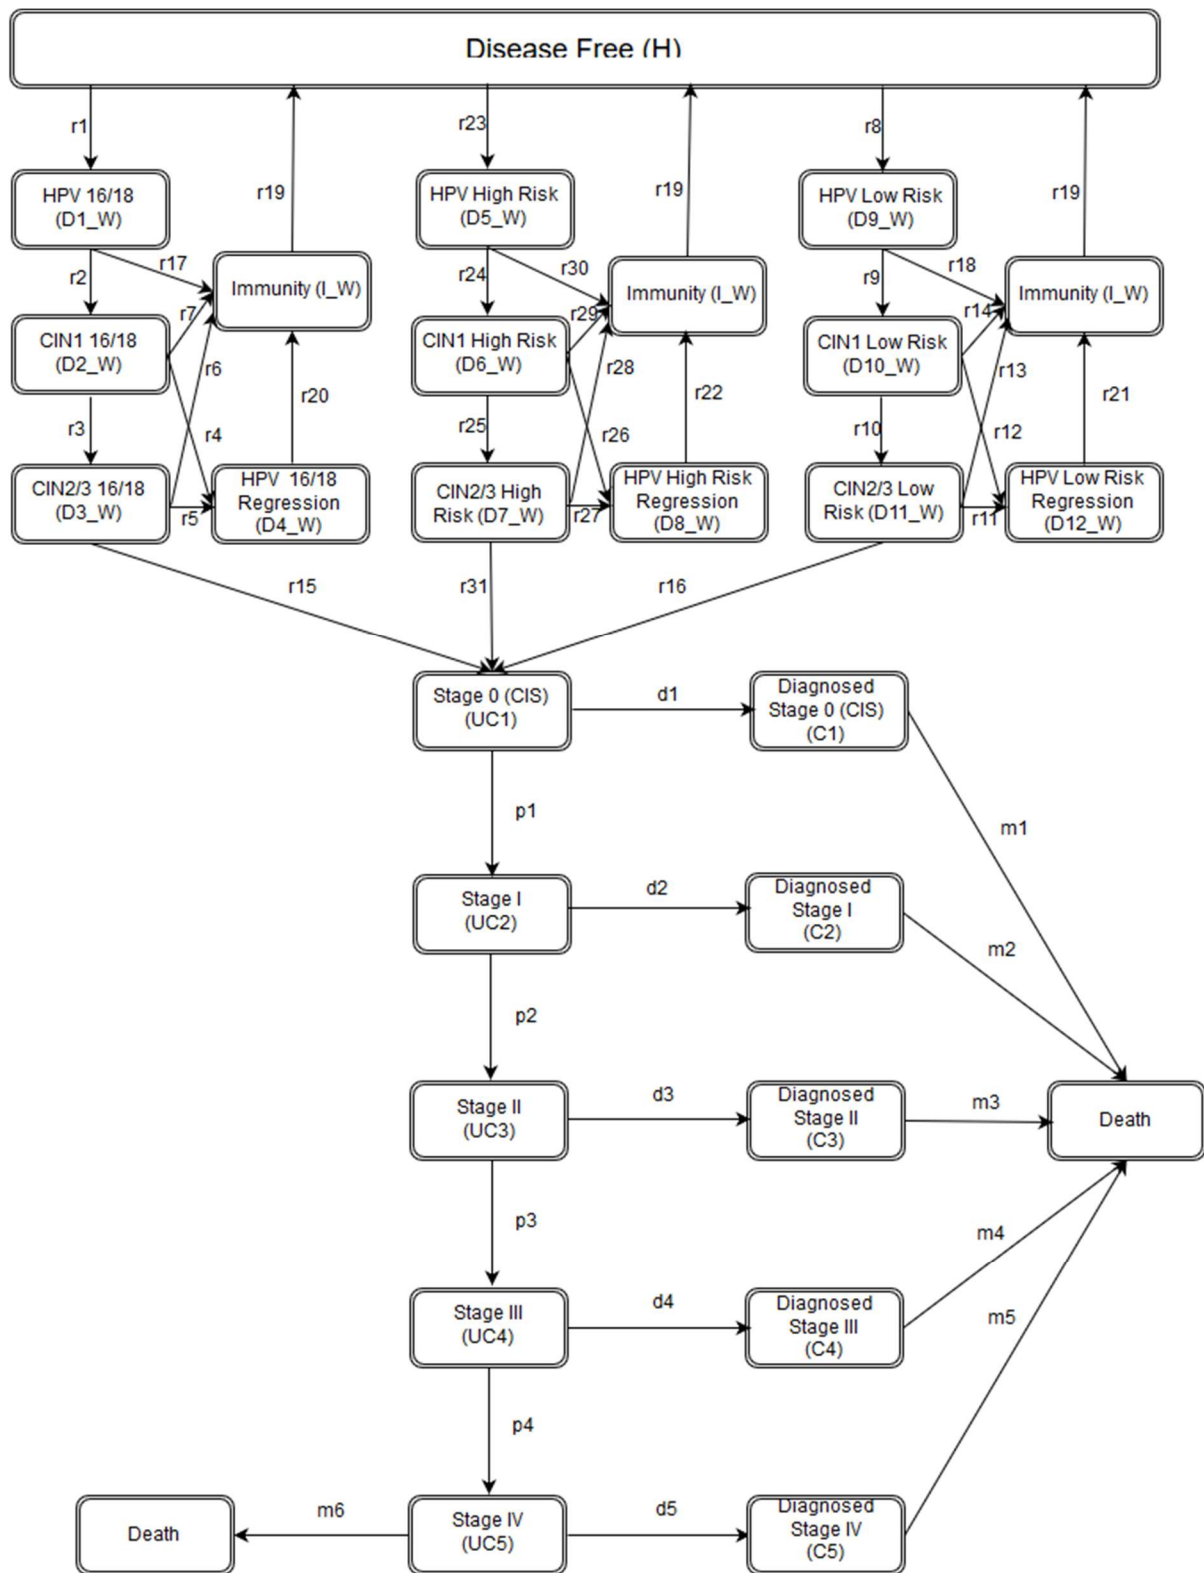 Disease Free (H)
r1
r23
r8
r19
r19
r19
HPV 16/18
(D1_W)
HPV High Risk
(D5_W)
HPV Low Risk
(D9_W)
r17
r30
r18
r2
r24
r9
Immunity (I_W)
Immunity (I_W)
Immunity (I_W)
r7
r29
r14
CIN1 16/18
(D2_W)
CIN1 High Risk
(D6_W)
CIN1 Low Risk
(D10_W)
r6
r28
r13
r20
r22
r21
r3
r4
r25
r26
r10
r12
CIN2/3 16/18
(D3_W)
r5
HPV 16/18
Regression
(D4_W)
CIN2/3 High
Risk (D7_W)
r27
HPV High Risk
Regression
(D8_W)
CIN2/3 Low
Risk (D11_W)
r11
HPV Low Risk
Regression
(D12_W)
r15
r31
r16
Stage 0 (CIS)
(UC1)
d1
Diagnosed
Stage 0 (CIS)
(C1)
p1
m1
Stage I
(UC2)
d2
Diagnosed
Stage I
(C2)
m2
p2
Stage II
(UC3)
d3
Diagnosed
Stage II
(C3)
m3
Death
p3
m4
Stage III
(UC4)
d4
Diagnosed
Stage III
(C4)
m5
p4
Death
m6
Stage IV
(UC5)
d5
Diagnosed
Stage IV
(C5)